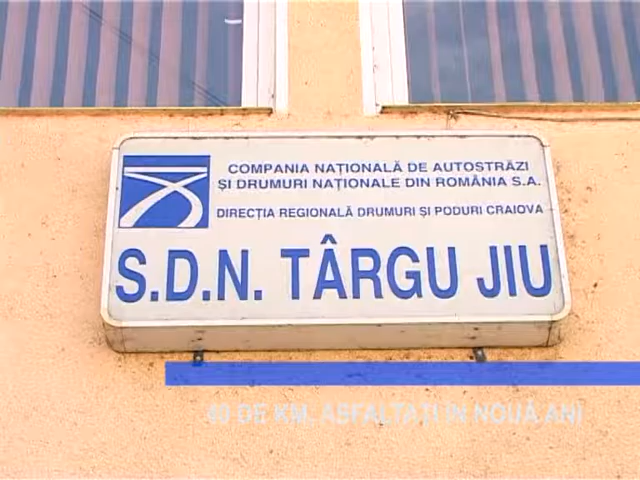 COMPANIA NAȚIONALĂ DE AUTOSTRĂZI
ȘI DRUMURI NAȚIONALE DIN ROMÂNIA S.A.
DIRECȚIA REGIONALĂ DRUMURI ȘI PODURI CRAIOVA
S.D.N. TÂRGU JIU
DE KM. ASFALTAȚI ÎN NOUĂ ANI